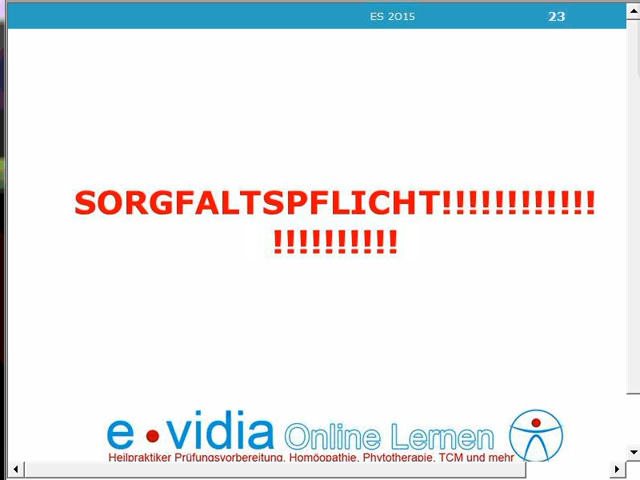 ES 2015 23
SORGFALTSPFLICHT!!!!!!!!!!!!
!!!!!!!!!!
e•vidia Online Lernen
Heilpraktiker Prüfungsvorbereitung, Homöopathie, Phytotherapie, TCM und mehr